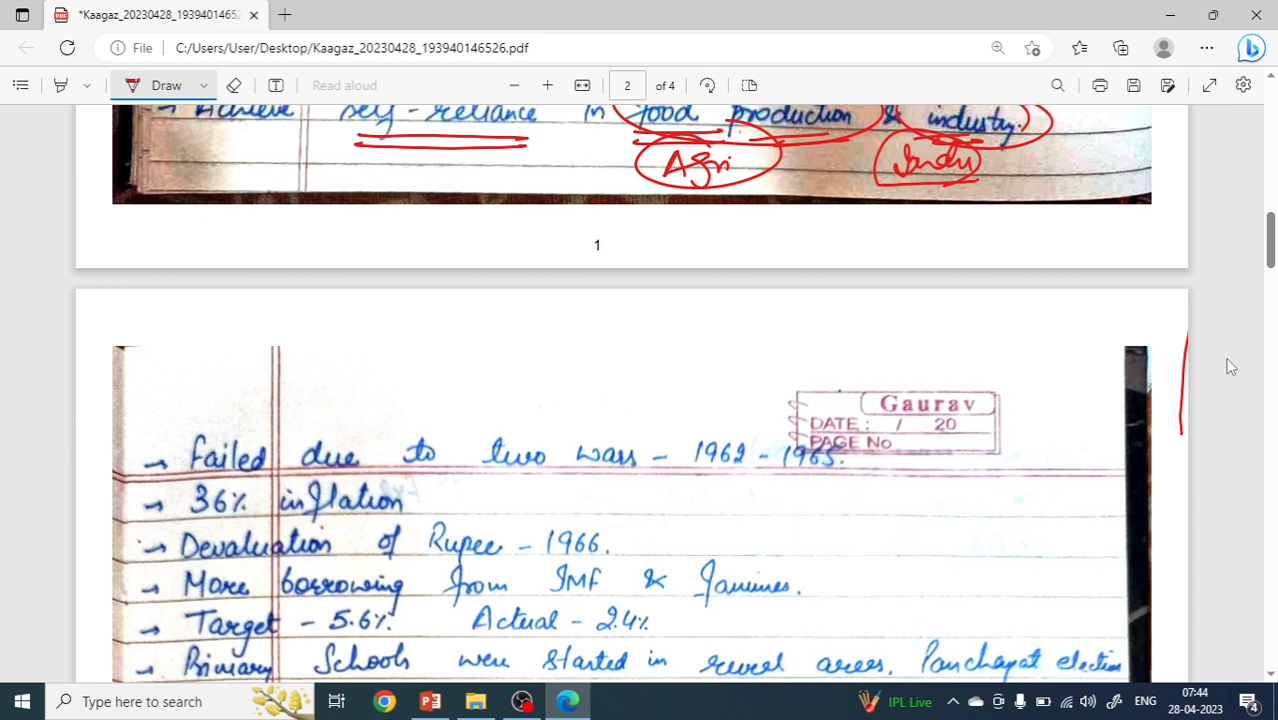 *Kaagaz_20230428_1939401465
File
C:/Users/User/Desktop/Kaagaz_20230428_193940146526.pdf
Draw
Read aloud
2
of 4
→ Achieve self-reliance in food production & industry.
Agri
Indu
1
Gaurav
DATE : / 20
PAGE No
→ Failed due to two wars - 1962 - 1965.
→ 36% inflation
→ Devaluation of Rupee - 1966.
→ More borrowing from IMF & famines.
→ Target - 5.6% Actual - 2.4%
→ Primary Schools were started in rural areas. Panchayat election
Type here to search
IPL Live
ENG
07:44
28-04-2023
4